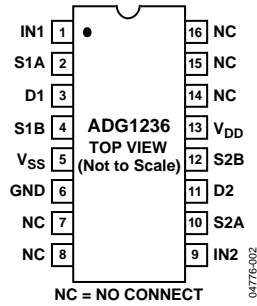 IN1 1
S1A 2
D1 3
S1B 4
VSS 5
GND 6
NC 7
NC 8
ADG1236
TOP VIEW
(Not to Scale)
16 NC
15 NC
14 NC
13 VDD
12 S2B
11 D2
10 S2A
9 IN2
NC = NO CONNECT
04776-002